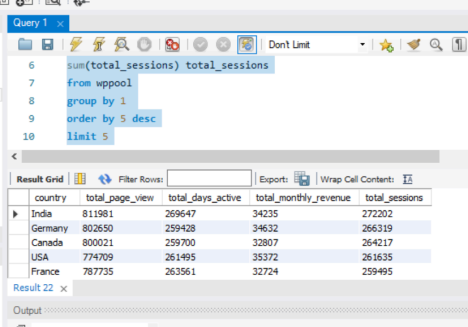 Query 1
Don't Limit
6 sum(total_sessions) total_sessions
7 from wppool
8 group by 1
9 order by 5 desc
10 limit 5
Result Grid Filter Rows: Export: Wrap Cell Content:
country total_page_view total_days_active total_monthly_revenue total_sessions
India 811981 269647 34235 272202
Germany 802650 259428 34632 266319
Canada 800021 259700 32807 264217
USA 774709 261495 35372 261635
France 787735 263561 32724 259495
Result 22
Output